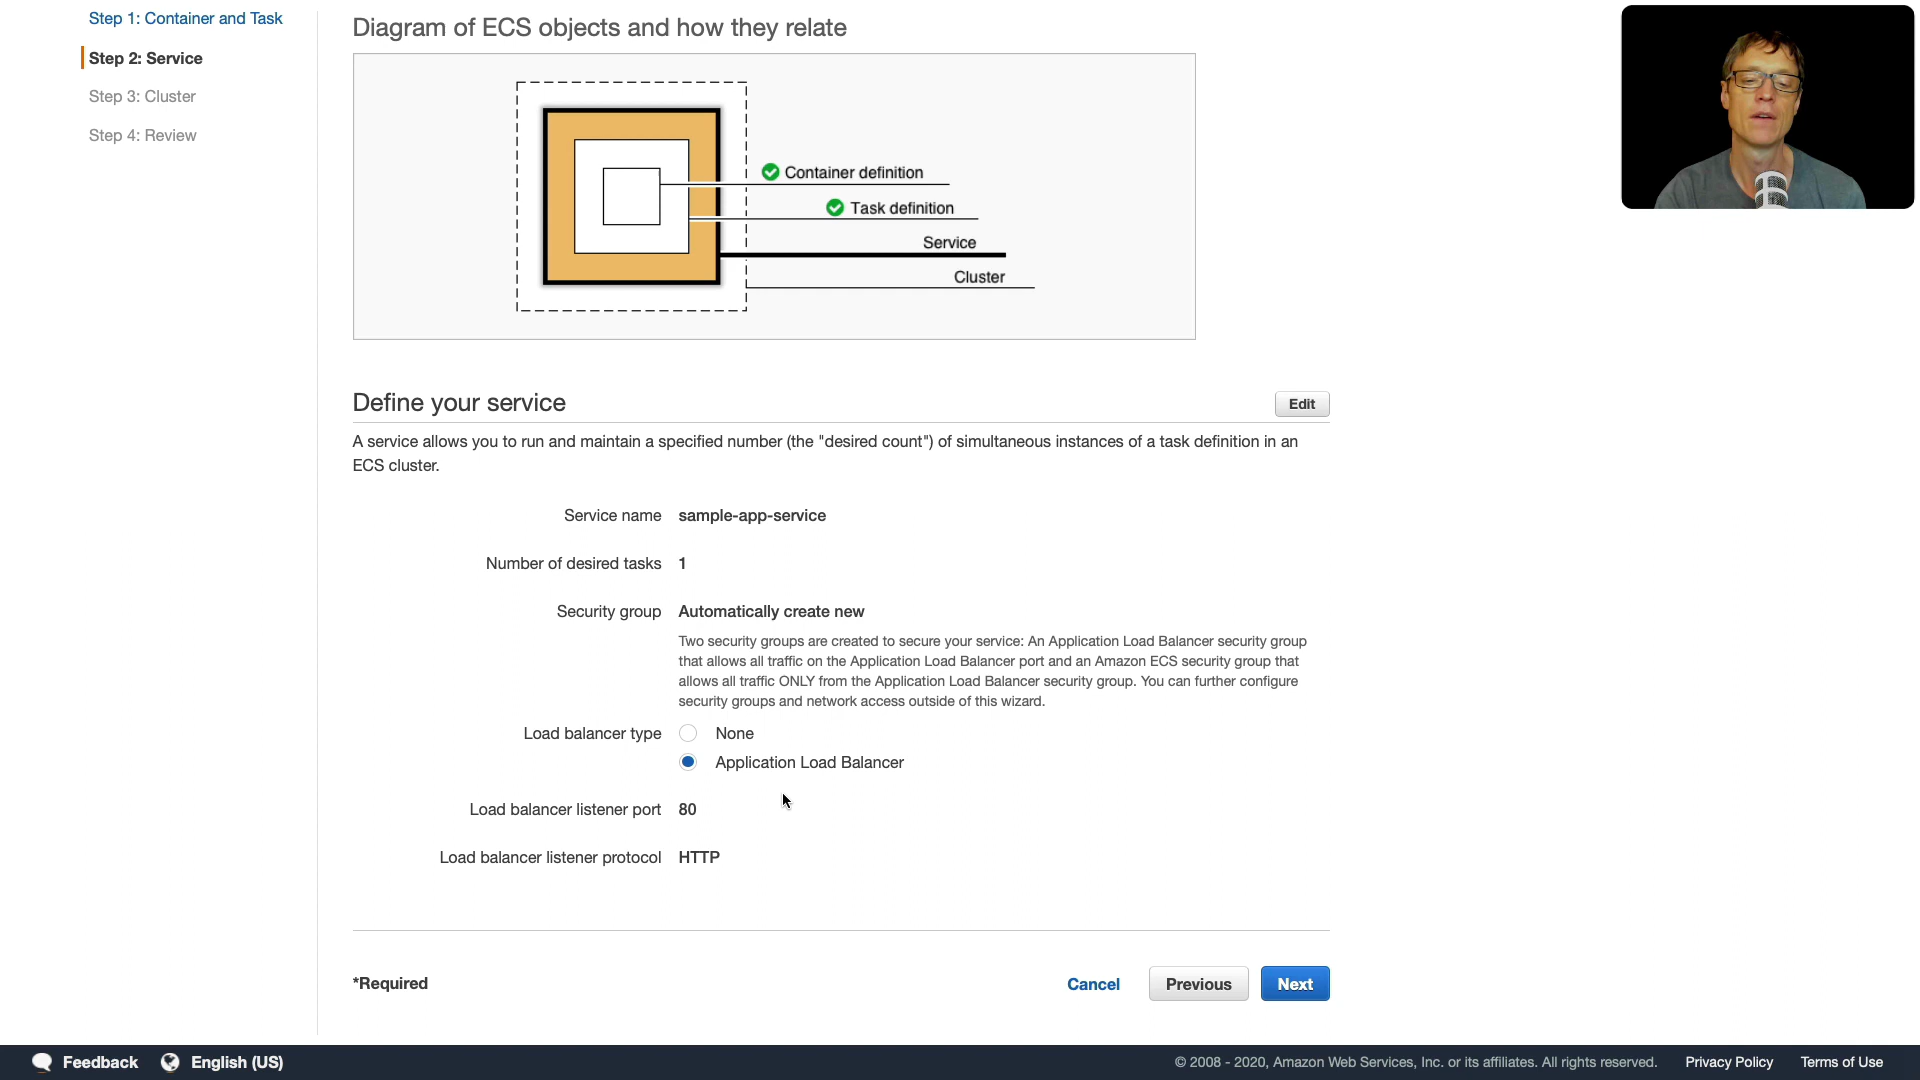 Step 1: Container and Task
Step 2: Service
Step 3: Cluster
Step 4: Review
Diagram of ECS objects and how they relate
Container definition
Task definition
Service
Cluster
Define your service
Edit
A service allows you to run and maintain a specified number (the "desired count") of simultaneous instances of a task definition in an
ECS cluster.
Service name sample-app-service
Number of desired tasks 1
Security group Automatically create new
Two security groups are created to secure your service: An Application Load Balancer security group
that allows all traffic on the Application Load Balancer port and an Amazon ECS security group that
allows all traffic ONLY from the Application Load Balancer security group. You can further configure
security groups and network access outside of this wizard.
Load balancer type None
Application Load Balancer
Load balancer listener port 80
Load balancer listener protocol HTTP
*Required Cancel Previous Next
Feedback English (US) © 2008 - 2020, Amazon Web Services, Inc. or its affiliates. All rights reserved. Privacy Policy Terms of Use